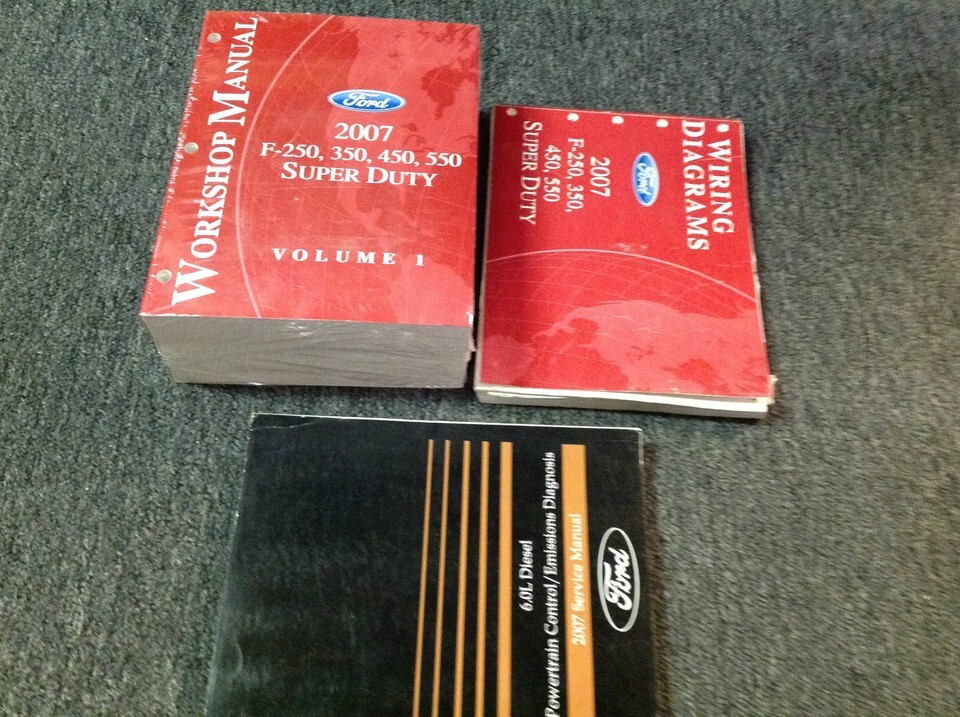 WORKSHOP MANUAL
Ford
2007
F-250, 350, 450, 550
SUPER DUTY
VOLUME 1
WIRING
DIAGRAMS
Ford
2007
F-250, 350,
450, 550
SUPER DUTY
Ford
2007 Service Manual
Powertrain Control/Emissions Diagnosis
6.0L Diesel